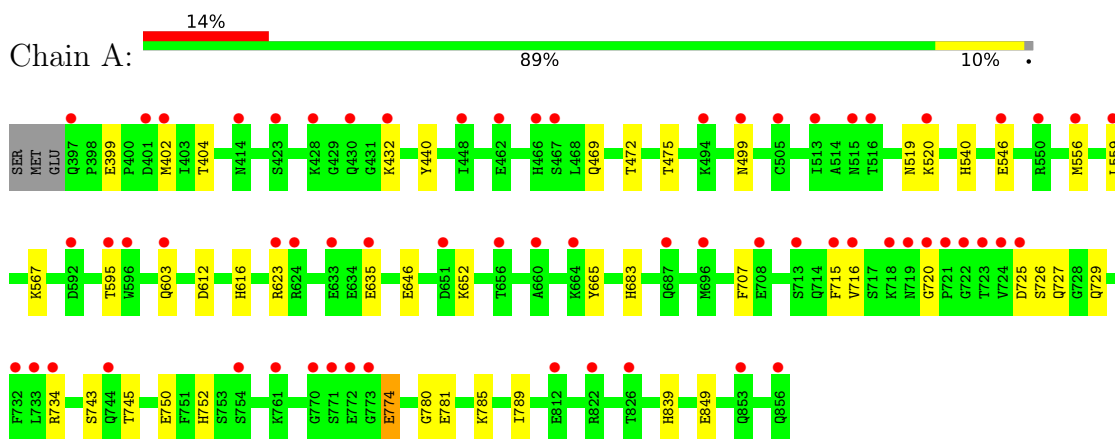 14%
Chain A:
89% 10% •
SER MET GLU Q397 P398 E399 P400 D401 M402 I403 T404 N414 S423 K428 G429 Q430 G431 K432 Y440 I448 E462 H466 S467 L468 Q469 T472 T475 K494 N499 C505 I513 A514 N515 T516 N519 K520 H540 E546 R550 M556 L559
K567 D592 T595 W596 Q603 D612 H616 R623 R624 E633 E634 E635 E646 D651 K652 T656 A660 K664 Y665 H683 Q687 M696 F707 E708 S713 Q714 F715 V716 S717 K718 N719 G720 P721 G722 T723 V724 D725 S726 Q727 G728 Q729
F732 L733 R734 S743 Q744 T745 E750 F751 H752 S753 S754 K761 G770 S771 E772 G773 E774 G780 E781 K785 I789 E812 R822 T826 H839 E849 Q853 Q856